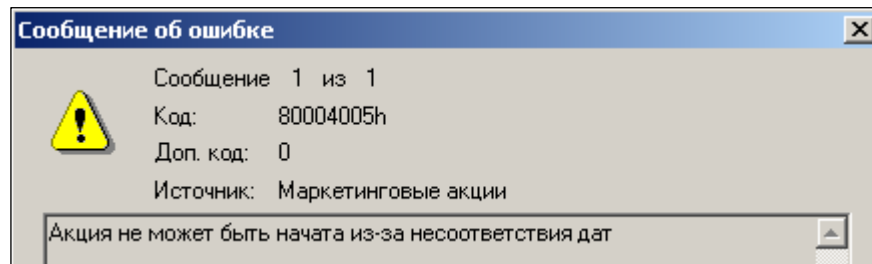 Сообщение об ошибке
Сообщение 1 из 1
Код: 80004005h
Доп. код: 0
Источник: Маркетинговые акции
Акция не может быть начата из-за несоответствия дат